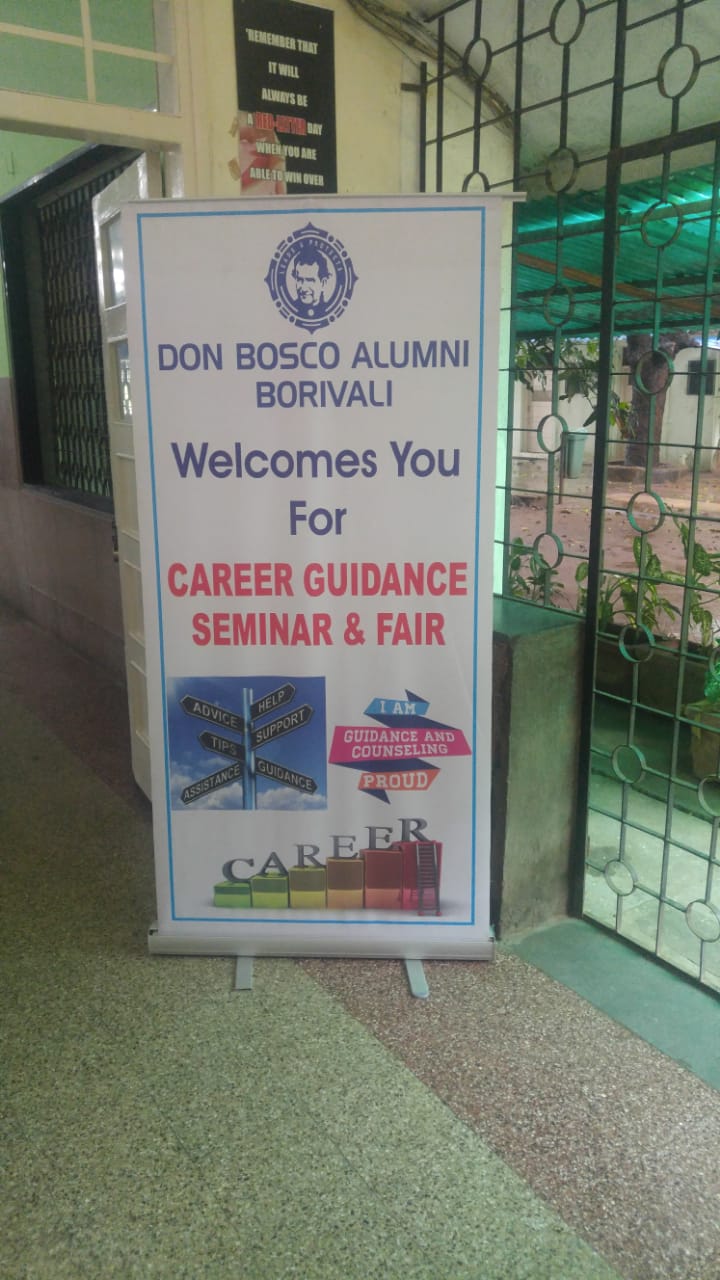 'REMEMBER THAT
IT WILL
ALWAYS BE
A RED-LETTER DAY
WHEN YOU ARE
ABLE TO WIN OVER
DON BOSCO ALUMNI
BORIVALI
Welcomes You
For
CAREER GUIDANCE
SEMINAR & FAIR
ADVICE
HELP
TIPS
SUPPORT
ASSISTANCE
GUIDANCE
I AM
GUIDANCE AND
COUNSELING
PROUD
CAREER